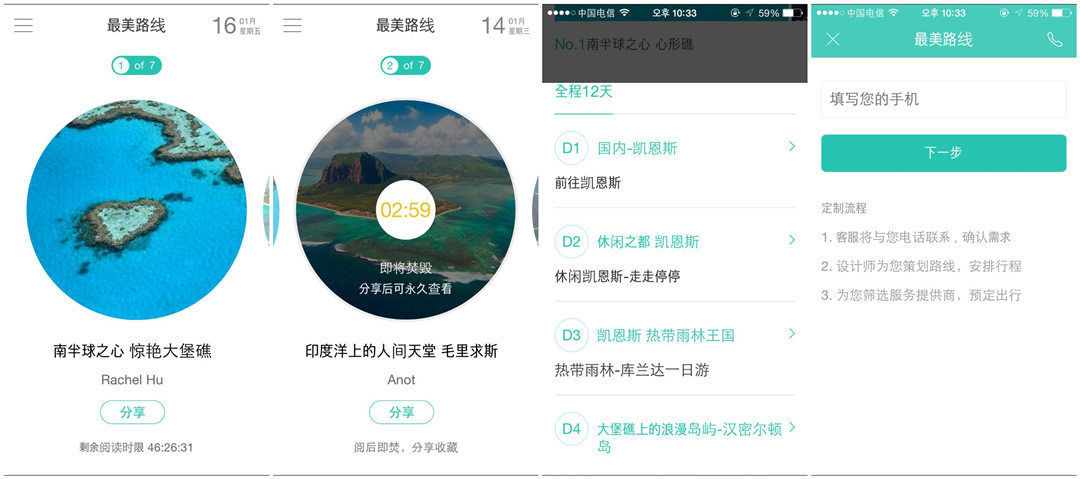 最美路线
16
01月
星期五
1 of 7
南半球之心 惊艳大堡礁
Rachel Hu
分享
剩余阅读时限 46:26:31
最美路线
14
01月
星期三
2 of 7
02:59
即将焚毁
分享后可永久查看
印度洋上的人间天堂 毛里求斯
Anot
分享
阅后即焚，分享收藏
中国电信 오후 10:33 59%
No.1南半球之心 心形礁
全程12天
D1 国内-凯恩斯
前往凯恩斯
D2 休闲之都 凯恩斯
休闲凯恩斯-走走停停
D3 凯恩斯 热带雨林王国
热带雨林-库兰达一日游
D4 大堡礁上的浪漫岛屿-汉密尔顿
岛
中国电信 오후 10:33 59%
最美路线
填写您的手机
下一步
定制流程
1. 客服将与您电话联系，确认需求
2. 设计师为您策划路线，安排行程
3. 为您筛选服务提供商，预定出行